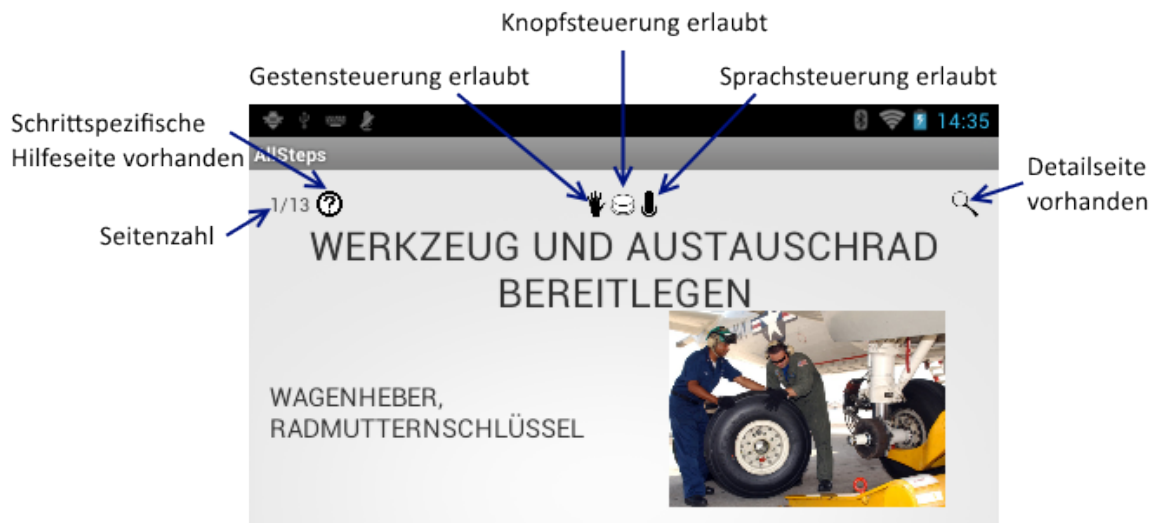 Knopfsteuerung erlaubt
Gestensteuerung erlaubt
Sprachsteuerung erlaubt
Schrittspezifische
Hilfeseite vorhanden
14:35
AllSteps
Detailseite
vorhanden
1/13 ?
Seitenzahl
WERKZEUG UND AUSTAUSCHRAD
BEREITLEGEN
WAGENHEBER,
RADMUTTERNSCHLÜSSEL